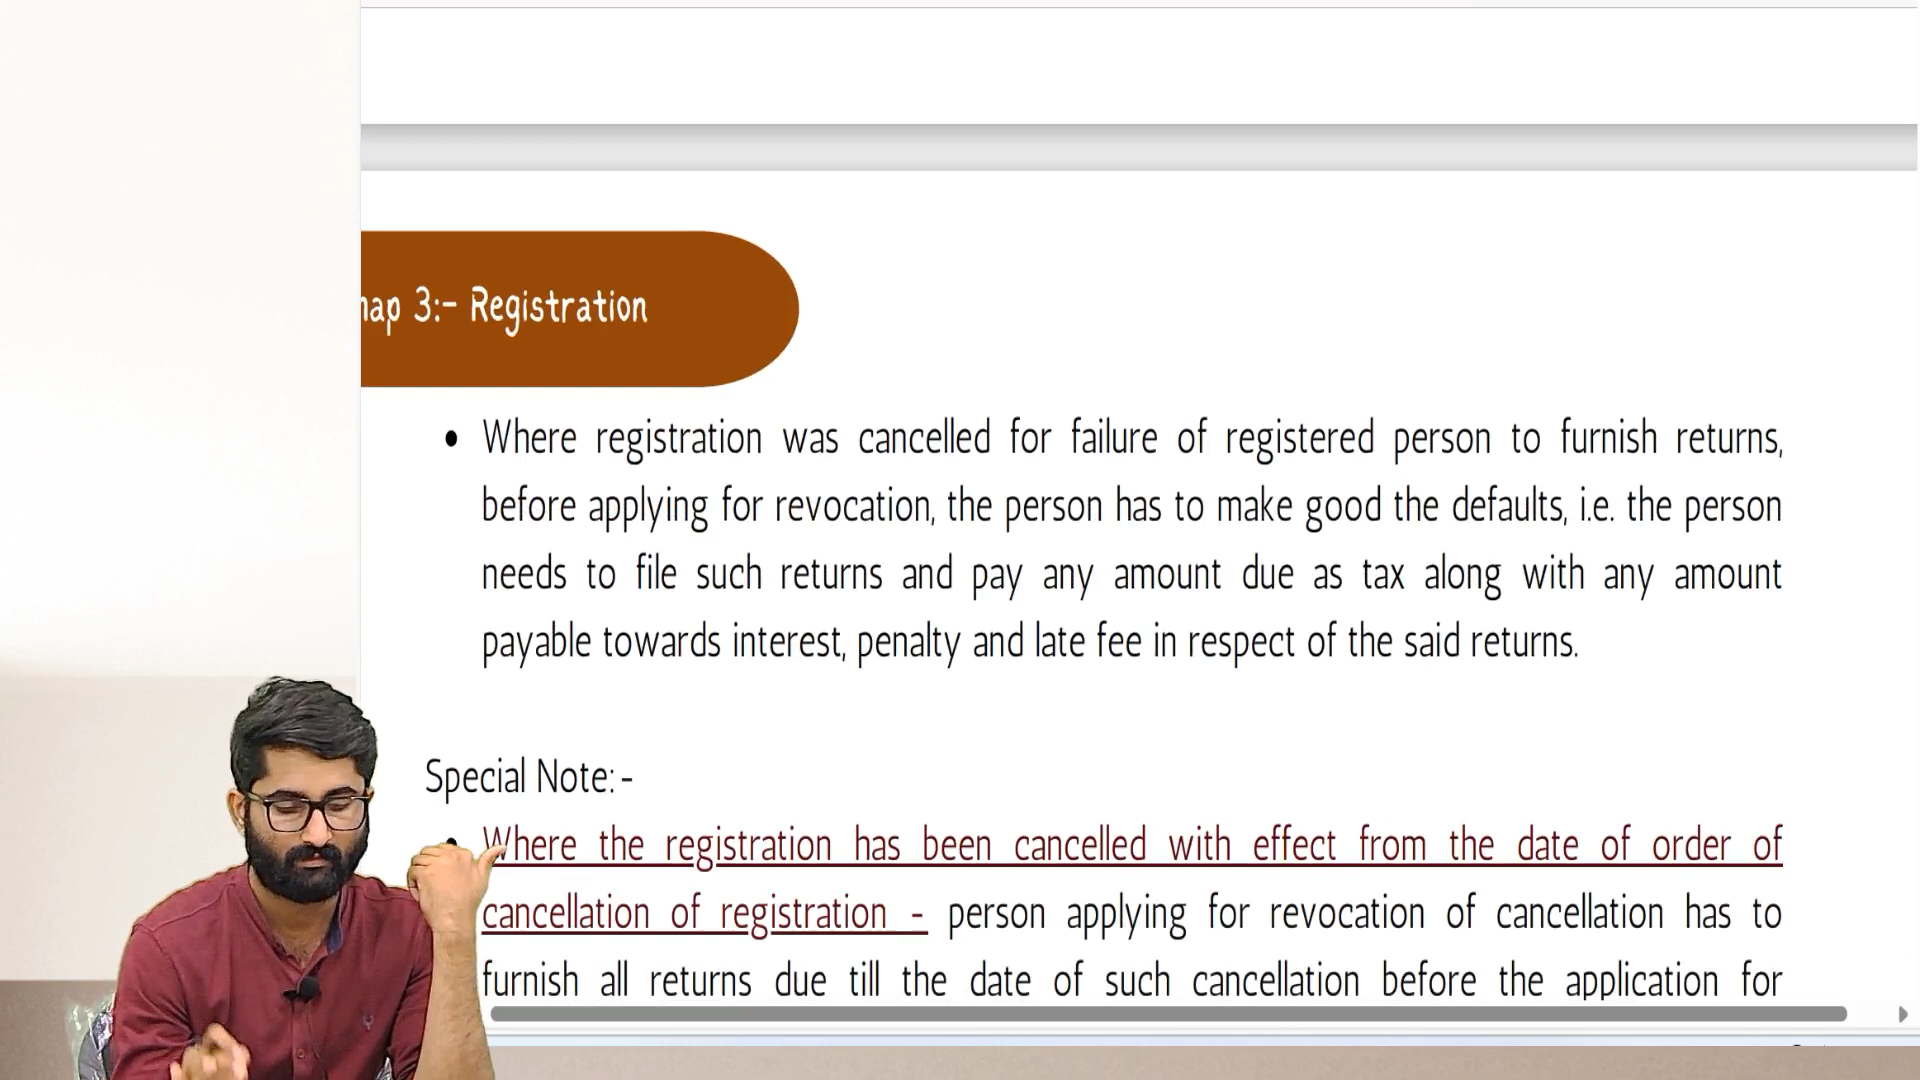 hap 3:- Registration
• Where registration was cancelled for failure of registered person to furnish returns,
before applying for revocation, the person has to make good the defaults, i.e. the person
needs to file such returns and pay any amount due as tax along with any amount
payable towards interest, penalty and late fee in respect of the said returns.
Special Note:-
• Where the registration has been cancelled with effect from the date of order of
cancellation of registration - person applying for revocation of cancellation has to
furnish all returns due till the date of such cancellation before the application for